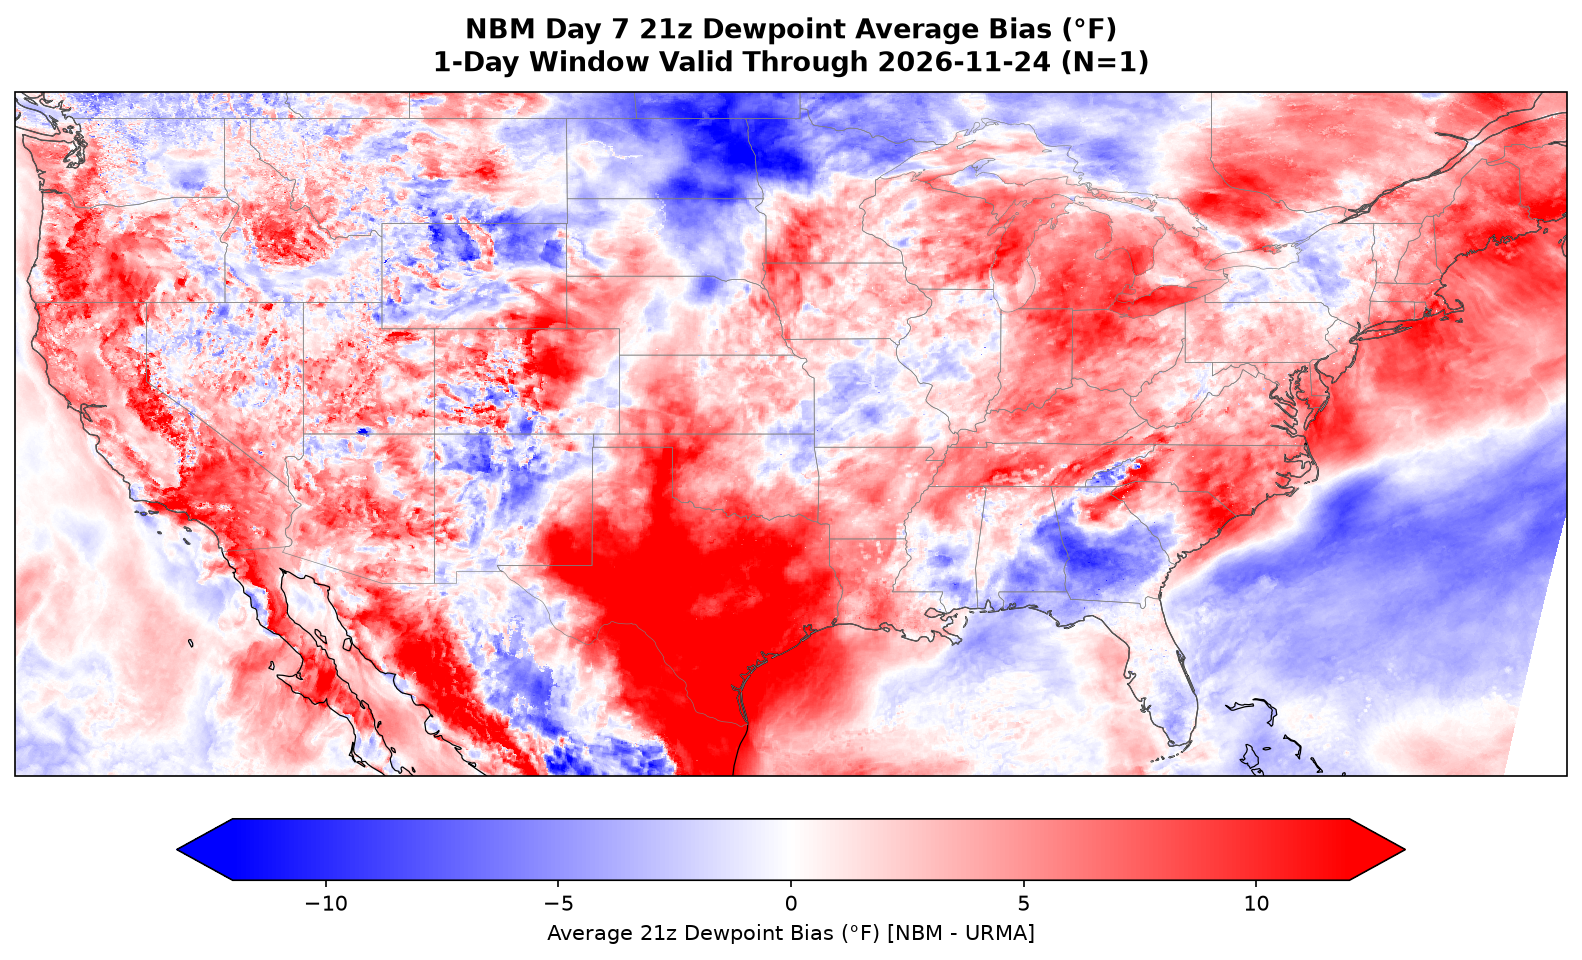 NBM Day 7 21z Dewpoint Average Bias (°F)
1-Day Window Valid Through 2026-11-24 (N=1)
−10 −5 0 5 10
Average 21z Dewpoint Bias (°F) [NBM - URMA]